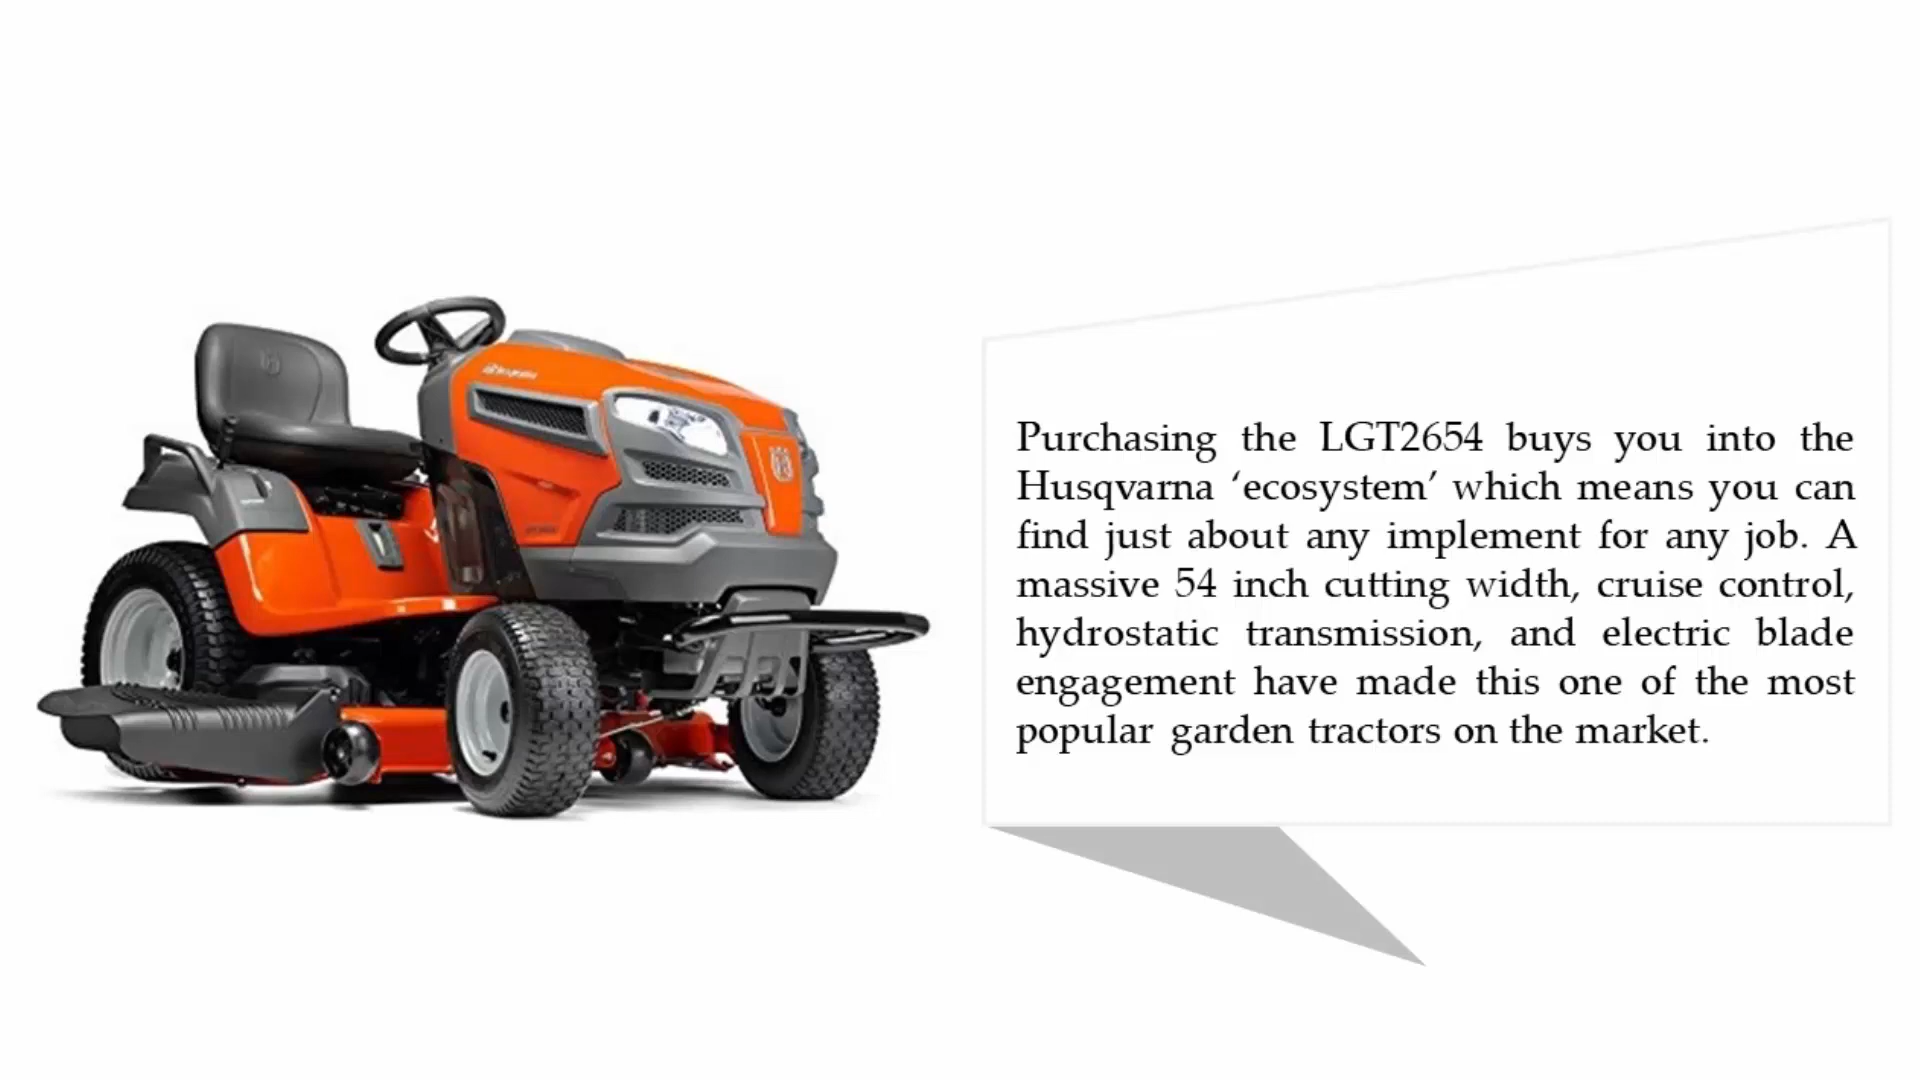 Husqvarna
Purchasing the LGT2654 buys you into the
Husqvarna ‘ecosystem’ which means you can
find just about any implement for any job. A
massive 54 inch cutting width, cruise control,
hydrostatic transmission, and electric blade
engagement have made this one of the most
popular garden tractors on the market.